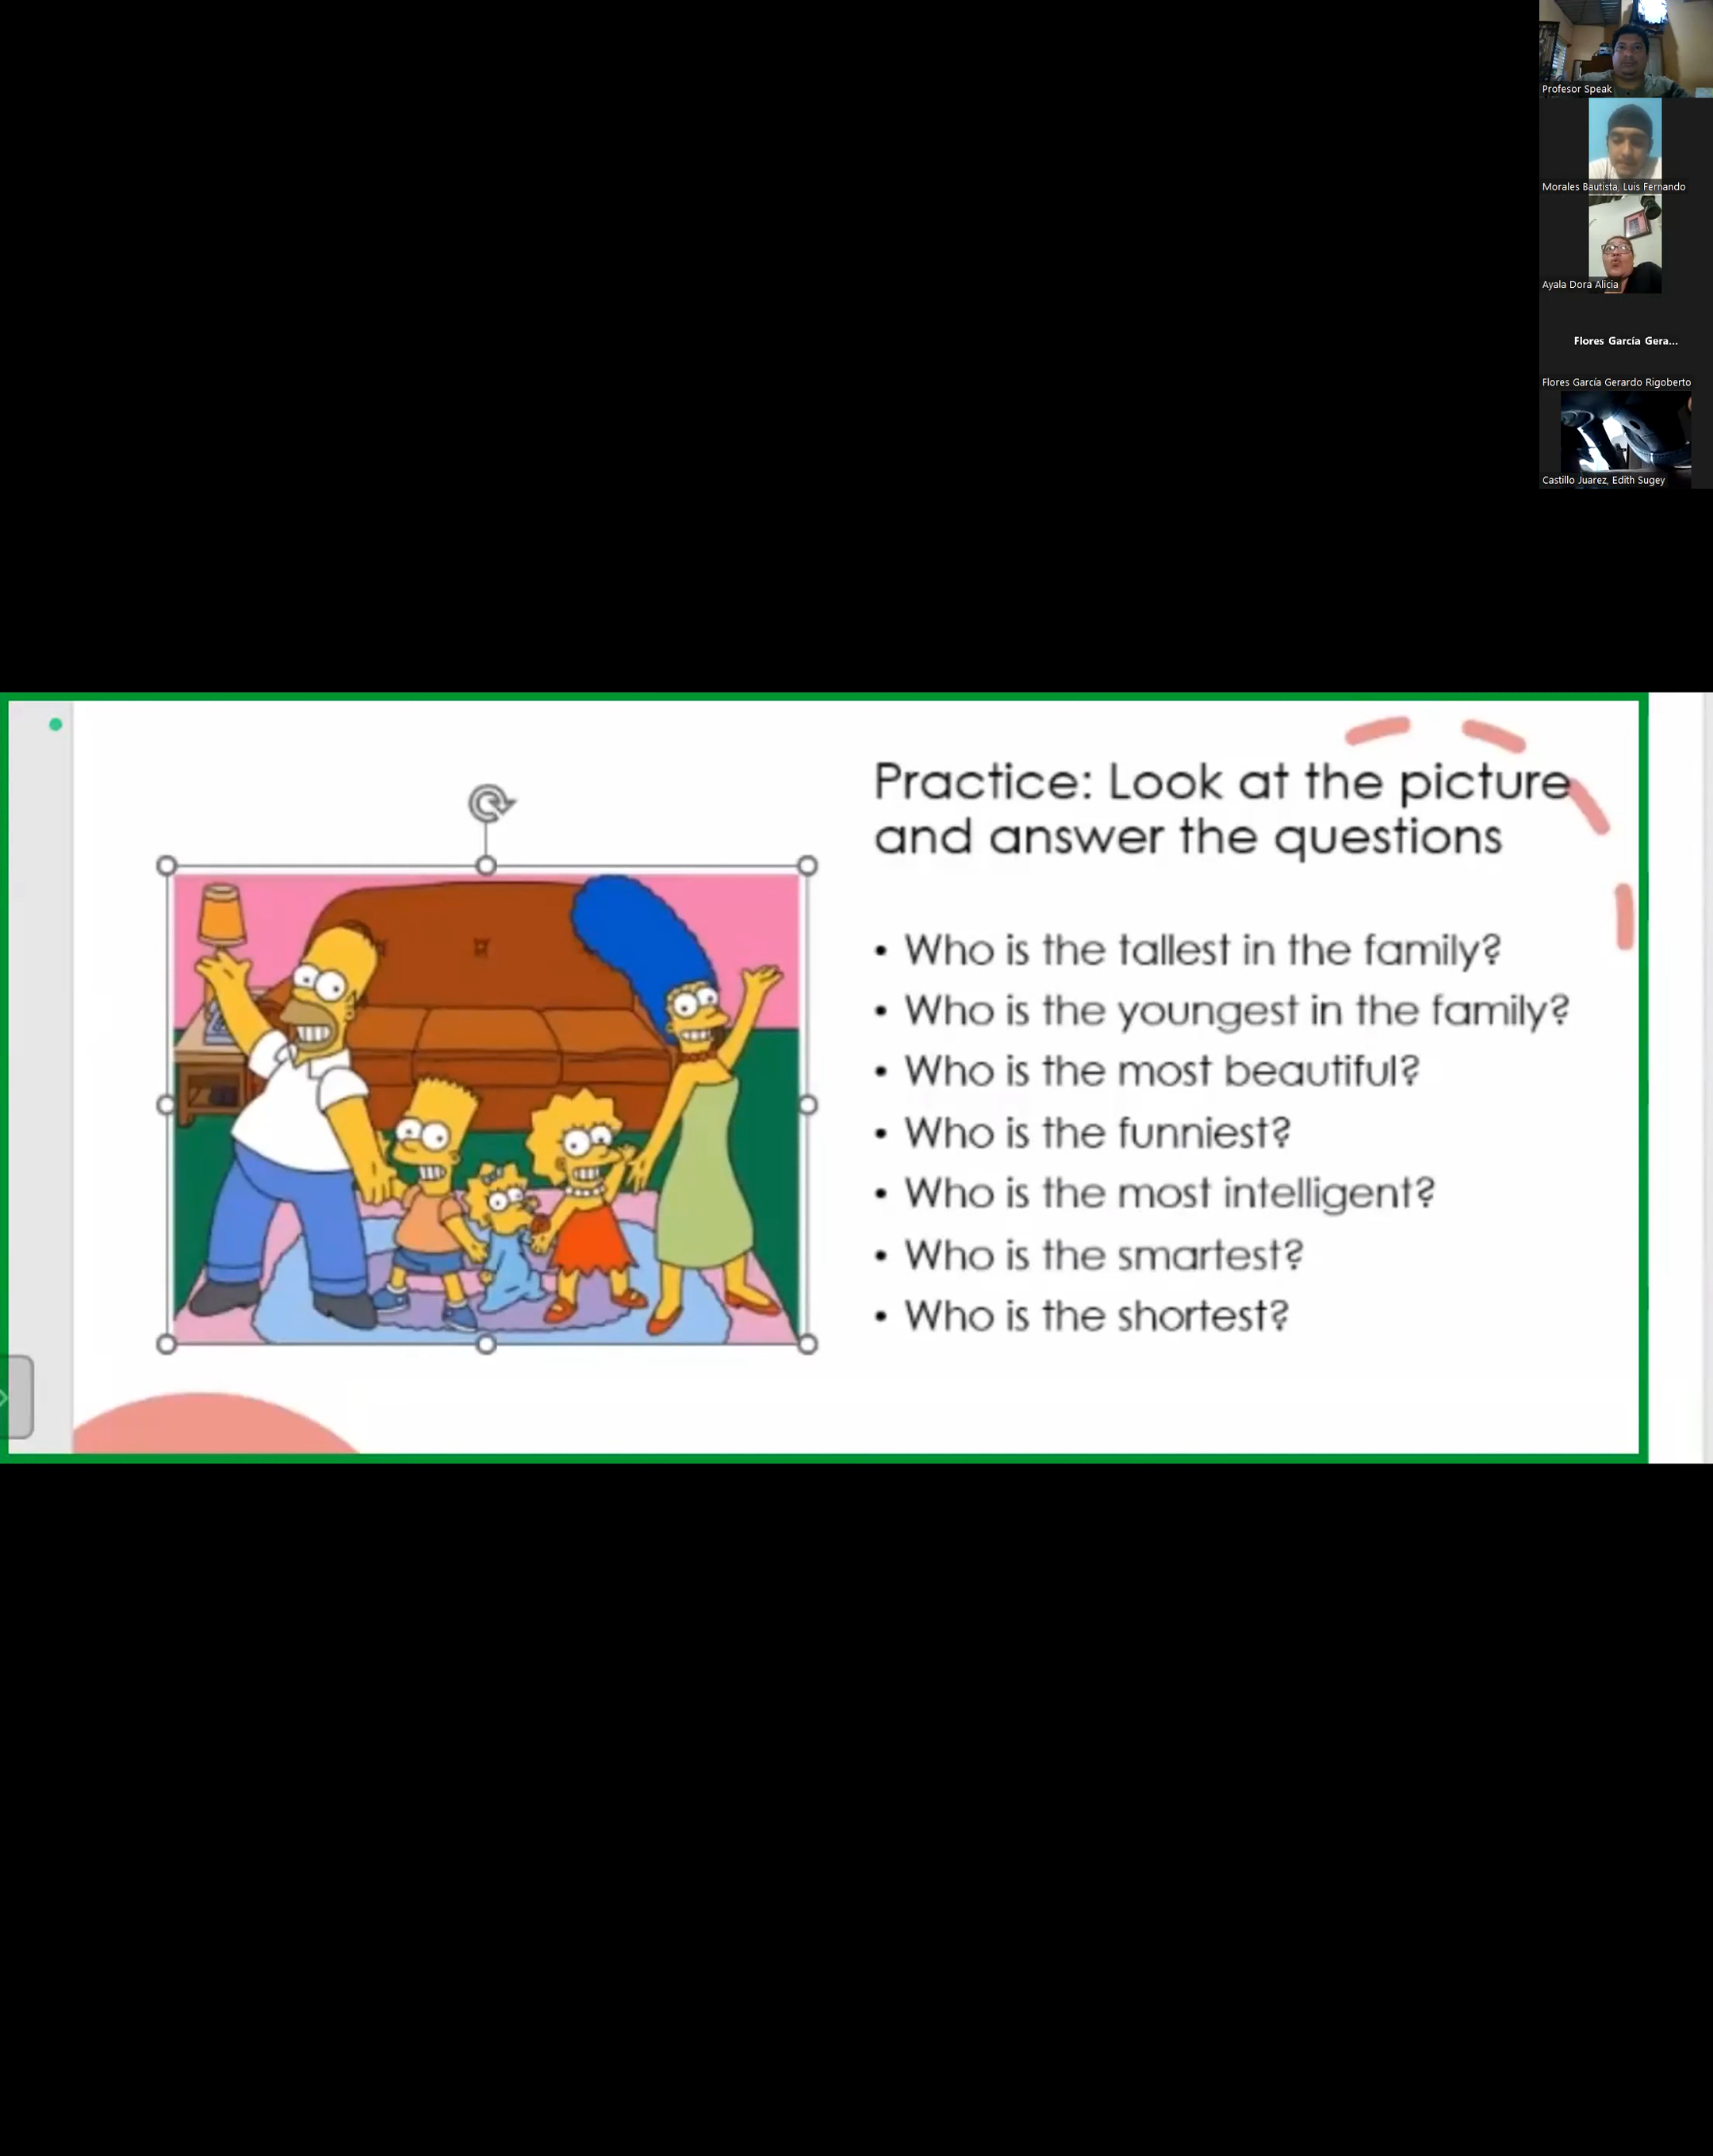 Profesor Speak
Morales Bautista, Luis Fernando
Ayala Dora Alicia
Flores García Gera...
Flores García Gerardo Rigoberto
Castillo Juarez, Edith Sugey
Practice: Look at the picture
and answer the questions
• Who is the tallest in the family?
• Who is the youngest in the family?
• Who is the most beautiful?
• Who is the funniest?
• Who is the most intelligent?
• Who is the smartest?
• Who is the shortest?